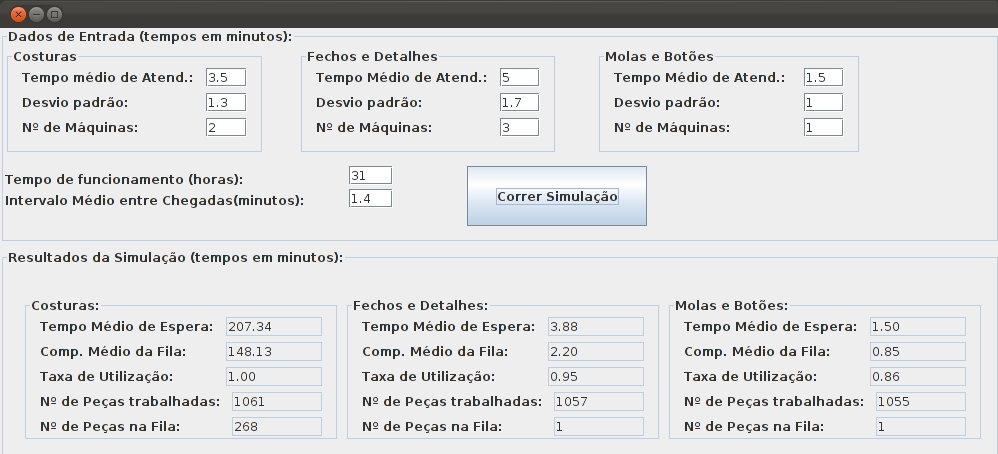 Dados de Entrada (tempos em minutos):
Costuras
Tempo médio de Atend.: 3.5
Desvio padrão: 1.3
Nº de Máquinas: 2
Fechos e Detalhes
Tempo Médio de Atend.: 5
Desvio padrão: 1.7
Nº de Máquinas: 3
Molas e Botões
Tempo Médio de Atend.: 1.5
Desvio padrão: 1
Nº de Máquinas: 1
Tempo de funcionamento (horas): 31
Intervalo Médio entre Chegadas(minutos): 1.4
Correr Simulação
Resultados da Simulação (tempos em minutos):
Costuras:
Tempo Médio de Espera: 207.34
Comp. Médio da Fila: 148.13
Taxa de Utilização: 1.00
Nº de Peças trabalhadas: 1061
Nº de Peças na Fila: 268
Fechos e Detalhes:
Tempo Médio de Espera: 3.88
Comp. Médio da Fila: 2.20
Taxa de Utilização: 0.95
Nº de Peças trabalhadas: 1057
Nº de Peças na Fila: 1
Molas e Botões:
Tempo Médio de Espera: 1.50
Comp. Médio da Fila: 0.85
Taxa de Utilização: 0.86
Nº de Peças trabalhadas: 1055
Nº de Peças na Fila: 1